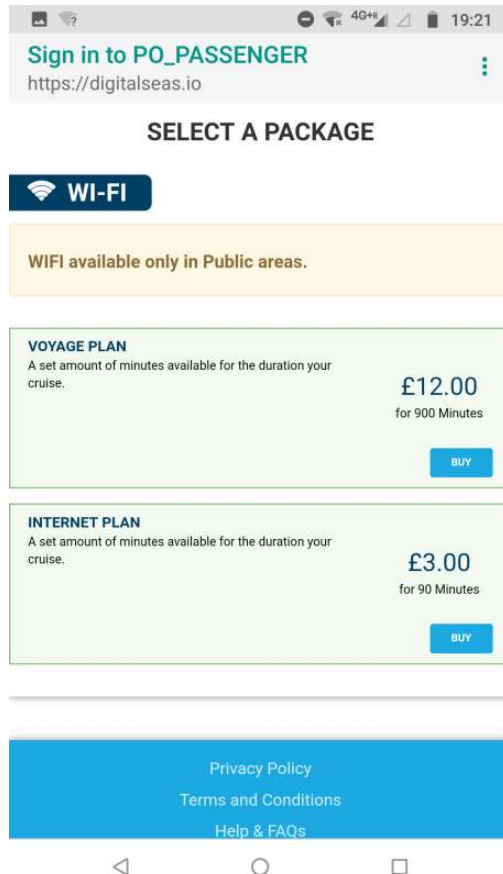 4G+R 19:21
Sign in to PO_PASSENGER
https://digitalseas.io
SELECT A PACKAGE
WI-FI
WIFI available only in Public areas.
VOYAGE PLAN
A set amount of minutes available for the duration your
cruise.
£12.00
for 900 Minutes
BUY
INTERNET PLAN
A set amount of minutes available for the duration your
cruise.
£3.00
for 90 Minutes
BUY
Privacy Policy
Terms and Conditions
Help & FAQs